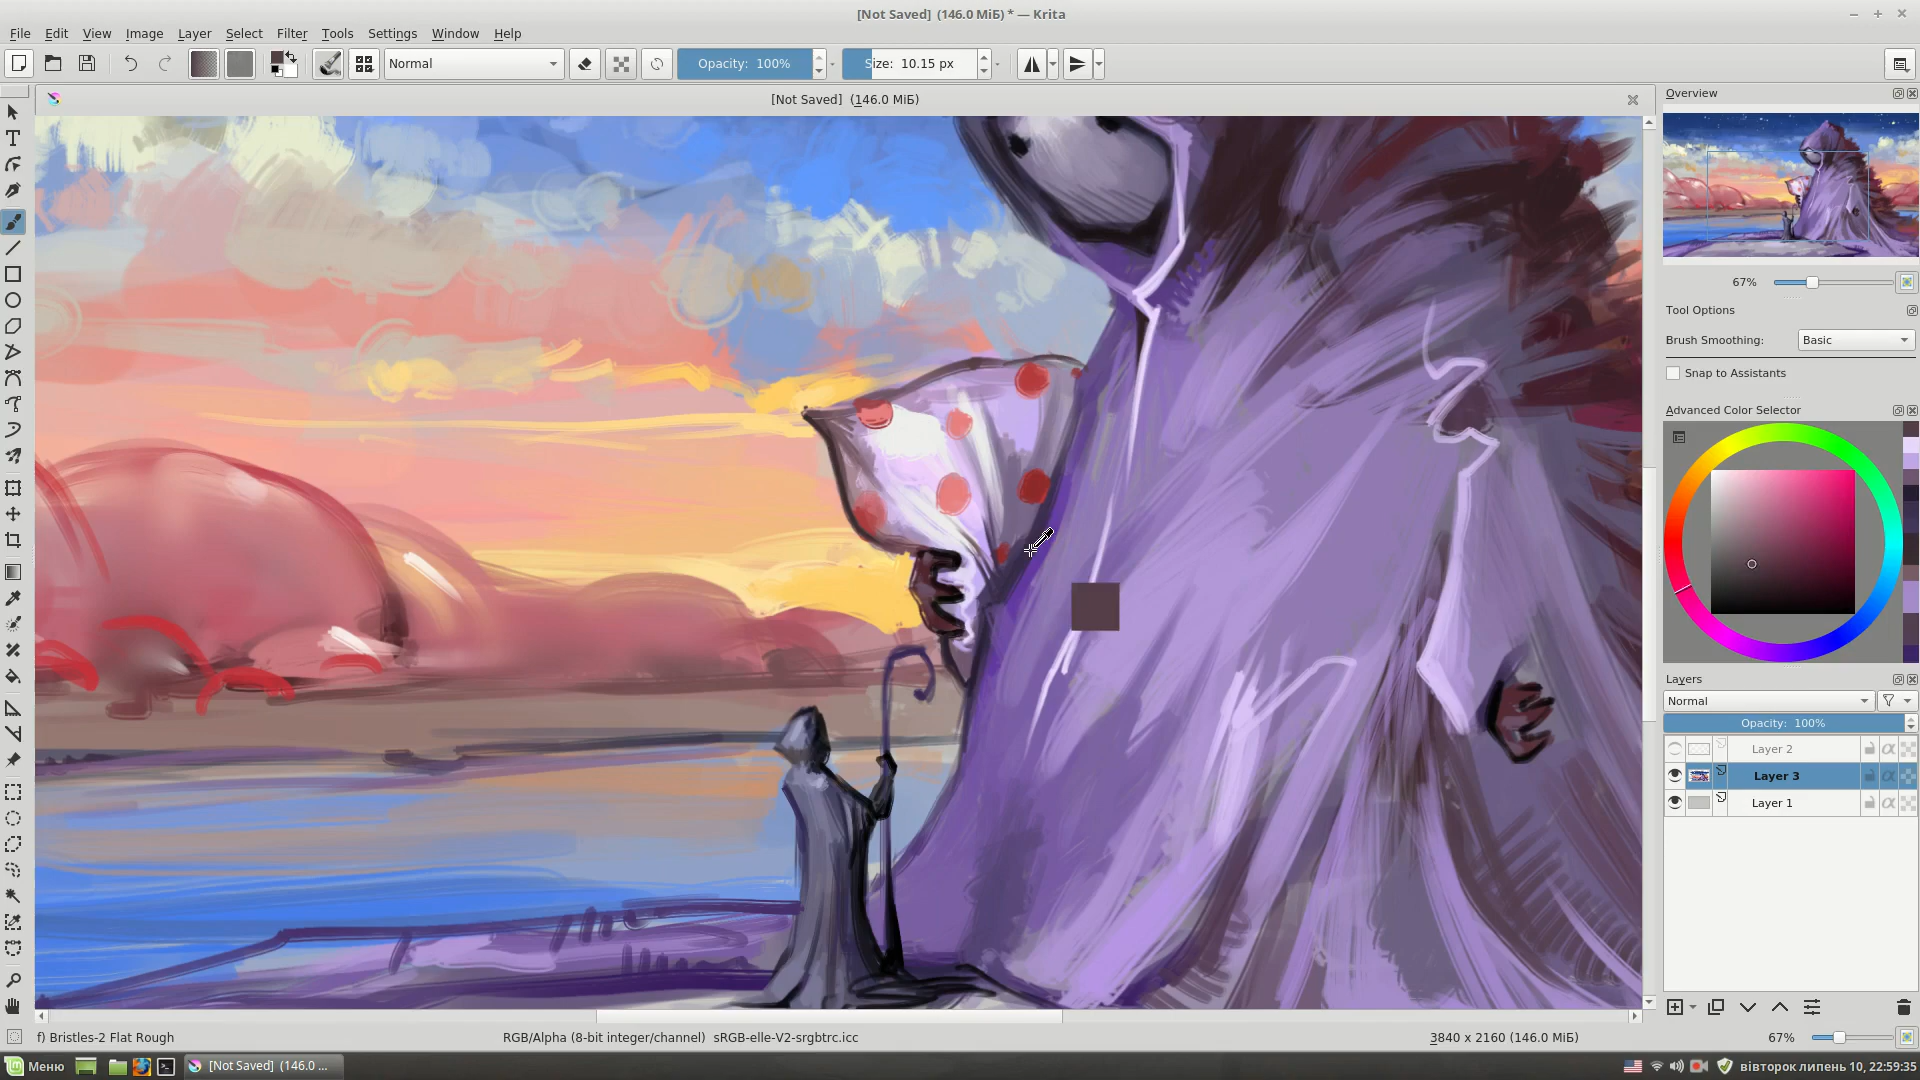 [Not Saved]  (146.0 МіБ) * — Krita
File Edit View Image Layer Select Filter Tools Settings Window Help
Normal
Opacity: 100%
Size: 10.15 px
[Not Saved]  (146.0 МіБ)
Overview
67%
Tool Options
Brush Smoothing: Basic
Snap to Assistants
Advanced Color Selector
Layers
Normal
Opacity: 100%
Layer 2
Layer 3
Layer 1
f) Bristles-2 Flat Rough
RGB/Alpha (8-bit integer/channel)  sRGB-elle-V2-srgbtrc.icc
3840 x 2160 (146.0 МіБ)
67%
Меню
[Not Saved]  (146.0 ...
вівторок липень 10, 22:59:35